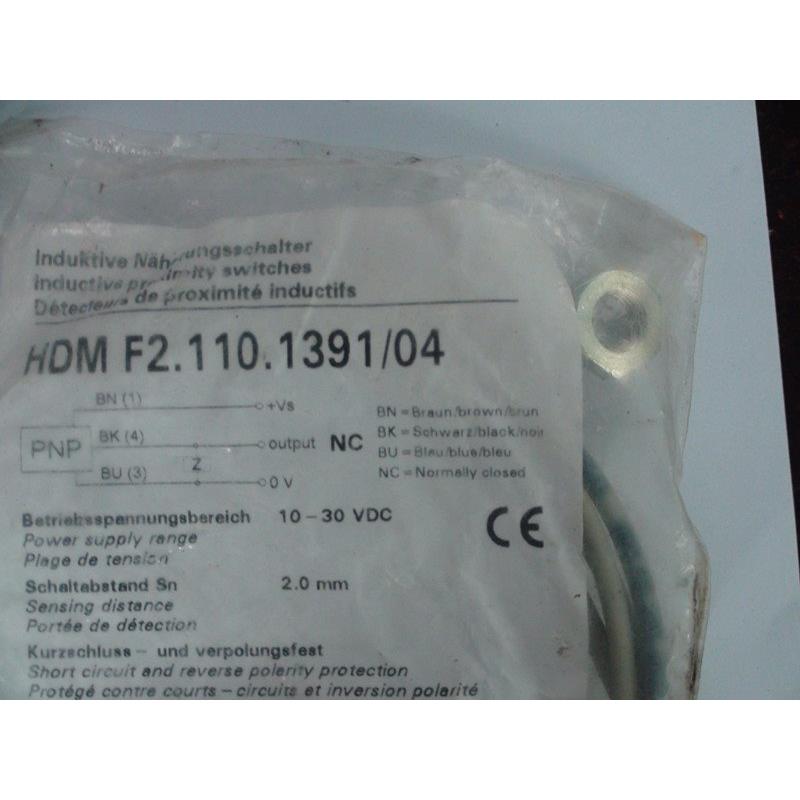 Induktive Näherungsschalter
Inductive proximity switches
Détecteurs de proximité inductifs
HDM F2.110.1391/04
BN (1) +Vs
PNP BK (4) output NC
Z
BU (3) 0 V
BN = Braun/brown/brun
BK = Schwarz/black/noir
BU = Blau/blue/bleu
NC = Normally closed
Betriebsspannungsbereich 10 – 30 VDC
Power supply range
Plage de tension
CE
Schaltabstand Sn 2.0 mm
Sensing distance
Portée de détection
Kurzschluss – und verpolungsfest
Short circuit and reverse polarity protection
Protégé contre courts – circuits et inversion polarité